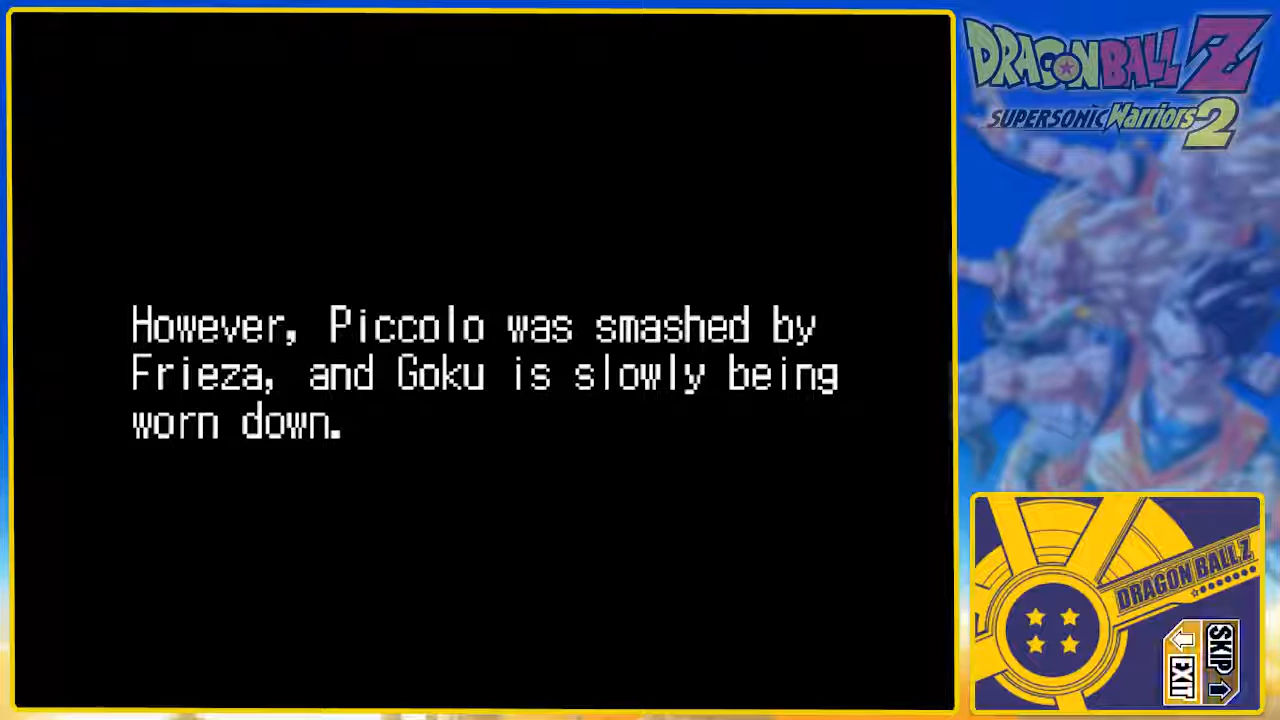 DRAGON BALL Z
SUPERSONIC Warriors 2
However, Piccolo was smashed by
Frieza, and Goku is slowly being
worn down.
DRAGON BALL Z
SKIP
EXIT